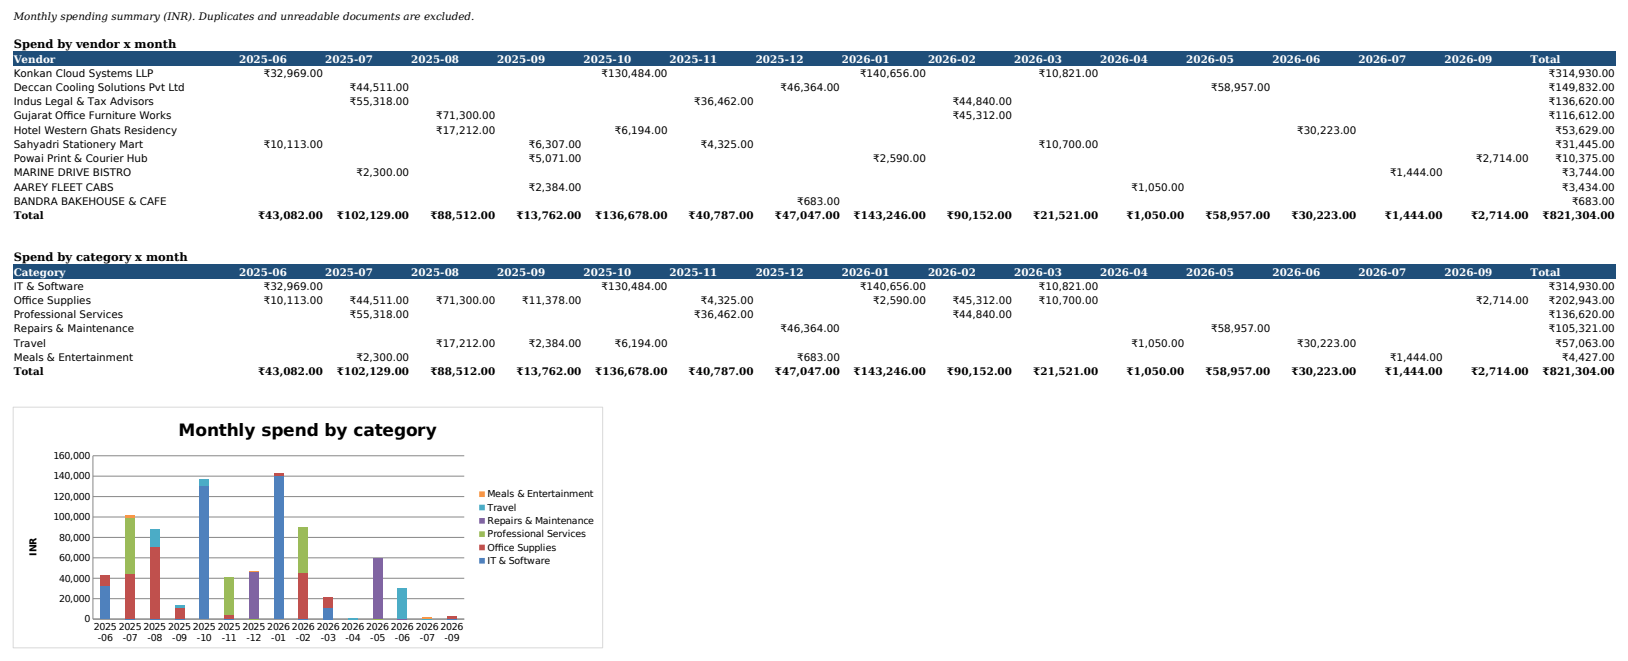 Monthly spending summary (INR). Duplicates and unreadable documents are excluded.
Spend by vendor x month
Vendor 2025-06 2025-07 2025-08 2025-09 2025-10 2025-11 2025-12 2026-01 2026-02 2026-03 2026-04 2026-05 2026-06 2026-07 2026-09 Total
Konkan Cloud Systems LLP ₹32,969.00 ₹130,484.00 ₹140,656.00 ₹10,821.00 ₹314,930.00
Deccan Cooling Solutions Pvt Ltd ₹44,511.00 ₹46,364.00 ₹58,957.00 ₹149,832.00
Indus Legal & Tax Advisors ₹55,318.00 ₹36,462.00 ₹44,840.00 ₹136,620.00
Gujarat Office Furniture Works ₹71,300.00 ₹45,312.00 ₹116,612.00
Hotel Western Ghats Residency ₹17,212.00 ₹6,194.00 ₹30,223.00 ₹53,629.00
Sahyadri Stationery Mart ₹10,113.00 ₹6,307.00 ₹4,325.00 ₹10,700.00 ₹31,445.00
Powai Print & Courier Hub ₹5,071.00 ₹2,590.00 ₹2,714.00 ₹10,375.00
MARINE DRIVE BISTRO ₹2,300.00 ₹1,444.00 ₹3,744.00
AAREY FLEET CABS ₹2,384.00 ₹1,050.00 ₹3,434.00
BANDRA BAKEHOUSE & CAFE ₹683.00 ₹683.00
Total ₹43,082.00 ₹102,129.00 ₹88,512.00 ₹13,762.00 ₹136,678.00 ₹40,787.00 ₹47,047.00 ₹143,246.00 ₹90,152.00 ₹21,521.00 ₹1,050.00 ₹58,957.00 ₹30,223.00 ₹1,444.00 ₹2,714.00 ₹821,304.00
Spend by category x month
Category 2025-06 2025-07 2025-08 2025-09 2025-10 2025-11 2025-12 2026-01 2026-02 2026-03 2026-04 2026-05 2026-06 2026-07 2026-09 Total
IT & Software ₹32,969.00 ₹130,484.00 ₹140,656.00 ₹10,821.00 ₹314,930.00
Office Supplies ₹10,113.00 ₹44,511.00 ₹71,300.00 ₹11,378.00 ₹4,325.00 ₹2,590.00 ₹45,312.00 ₹10,700.00 ₹2,714.00 ₹202,943.00
Professional Services ₹55,318.00 ₹36,462.00 ₹44,840.00 ₹136,620.00
Repairs & Maintenance ₹46,364.00 ₹58,957.00 ₹105,321.00
Travel ₹17,212.00 ₹2,384.00 ₹6,194.00 ₹1,050.00 ₹30,223.00 ₹57,063.00
Meals & Entertainment ₹2,300.00 ₹683.00 ₹1,444.00 ₹4,427.00
Total ₹43,082.00 ₹102,129.00 ₹88,512.00 ₹13,762.00 ₹136,678.00 ₹40,787.00 ₹47,047.00 ₹143,246.00 ₹90,152.00 ₹21,521.00 ₹1,050.00 ₹58,957.00 ₹30,223.00 ₹1,444.00 ₹2,714.00 ₹821,304.00
Monthly spend by category
INR
160,000
140,000
120,000
100,000
80,000
60,000
40,000
20,000
0
2025 2025 2025 2025 2025 2025 2025 2026 2026 2026 2026 2026 2026 2026 2026
-06 -07 -08 -09 -10 -11 -12 -01 -02 -03 -04 -05 -06 -07 -09
Meals & Entertainment
Travel
Repairs & Maintenance
Professional Services
Office Supplies
IT & Software